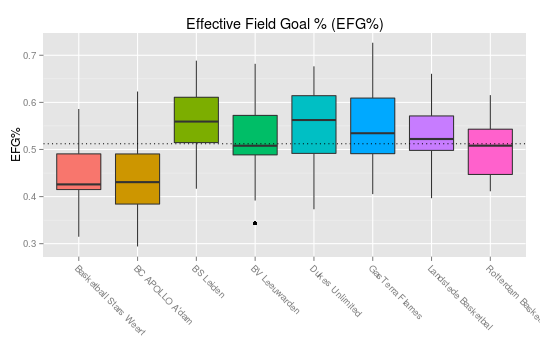 Effective Field Goal % (EFG%)
EFG%
0.7
0.6
0.5
0.4
0.3
Basketball Stars Weert
BC APOLLO A'dam
BS Leiden
BV Leeuwarden
Dukes Unlimited
GasTerra Flames
Landstede Basketbal
Rotterdam Baske